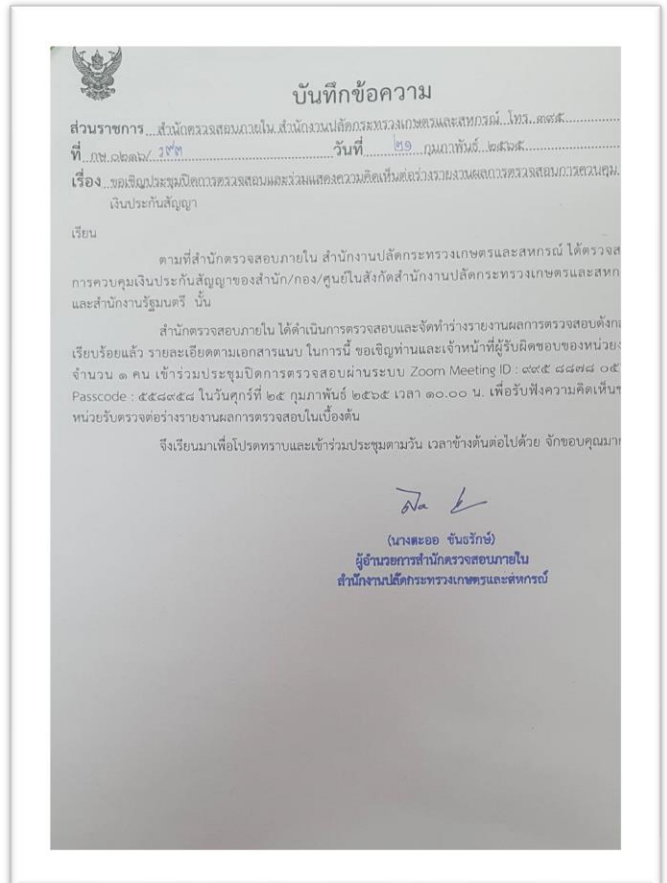 บันทึกข้อความ
ส่วนราชการ สำนักตรวจสอบภายใน สำนักงานปลัดกระทรวงเกษตรและสหกรณ์ โทร. ๓๙๕
ที่ กษ ๐๒๑๖/ วันที่ ๒๑ กุมภาพันธ์ ๒๕๖๕
เรื่อง ขอเชิญประชุมปิดการตรวจสอบและร่วมแสดงความคิดเห็นต่อร่างรายงานผลการตรวจสอบการควบคุม
เงินประกันสัญญา
เรียน
ตามที่สำนักตรวจสอบภายใน สำนักงานปลัดกระทรวงเกษตรและสหกรณ์ ได้ตรวจส
การควบคุมเงินประกันสัญญาของสำนัก/กอง/ศูนย์ในสังกัดสำนักงานปลัดกระทรวงเกษตรและสหก
และสำนักงานรัฐมนตรี นั้น
สำนักตรวจสอบภายใน ได้ดำเนินการตรวจสอบและจัดทำร่างรายงานผลการตรวจสอบดังก
เรียบร้อยแล้ว รายละเอียดตามเอกสารแนบ ในการนี้ ขอเชิญท่านและเจ้าหน้าที่ผู้รับผิดชอบของหน่วย
จำนวน ๑ คน เข้าร่วมประชุมปิดการตรวจสอบผ่านระบบ Zoom Meeting ID : ๙๙๕ ๘๘๗๘ ๐๕
Passcode : ๕๕๘๙๕๘ ในวันศุกร์ที่ ๒๕ กุมภาพันธ์ ๒๕๖๕ เวลา ๑๐.๐๐ น. เพื่อรับฟังความคิดเห็น
หน่วยรับตรวจต่อร่างรายงานผลการตรวจสอบในเบื้องต้น
จึงเรียนมาเพื่อโปรดทราบและเข้าร่วมประชุมตามวัน เวลาข้างต้นต่อไปด้วย จักขอบคุณมา
(นางตะออ ขันธรักษ์)
ผู้อำนวยการสำนักตรวจสอบภายใน
สำนักงานปลัดกระทรวงเกษตรและสหกรณ์